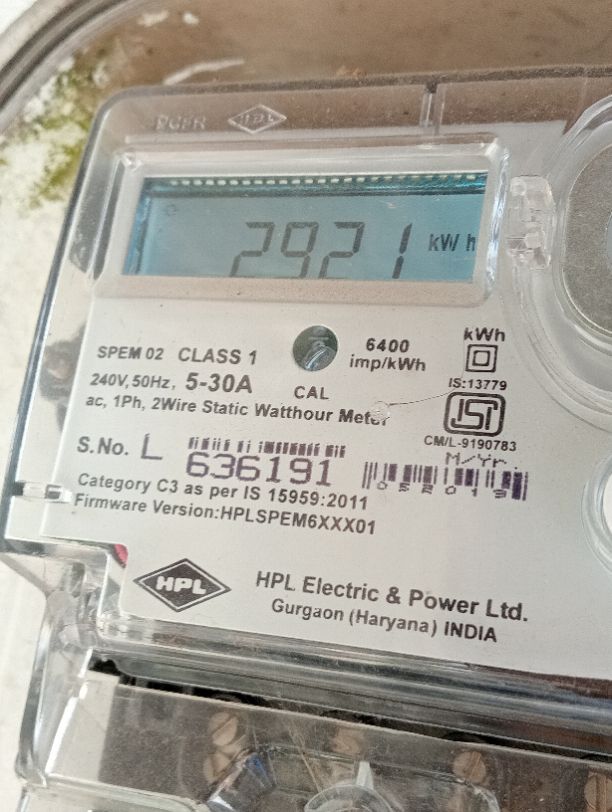 HPL
2921 kWh
SPEM 02 CLASS 1
6400
imp/kWh
kWh
240V, 50Hz, 5-30A
CAL
IS:13779
ac, 1Ph, 2Wire Static Watthour Meter
ISI
CM/L-9190783
S.No. L 636191
M/Yr.
Category C3 as per IS 15959:2011
Firmware Version:HPLSPEM6XXX01
HPL
HPL Electric & Power Ltd.
Gurgaon (Haryana) INDIA